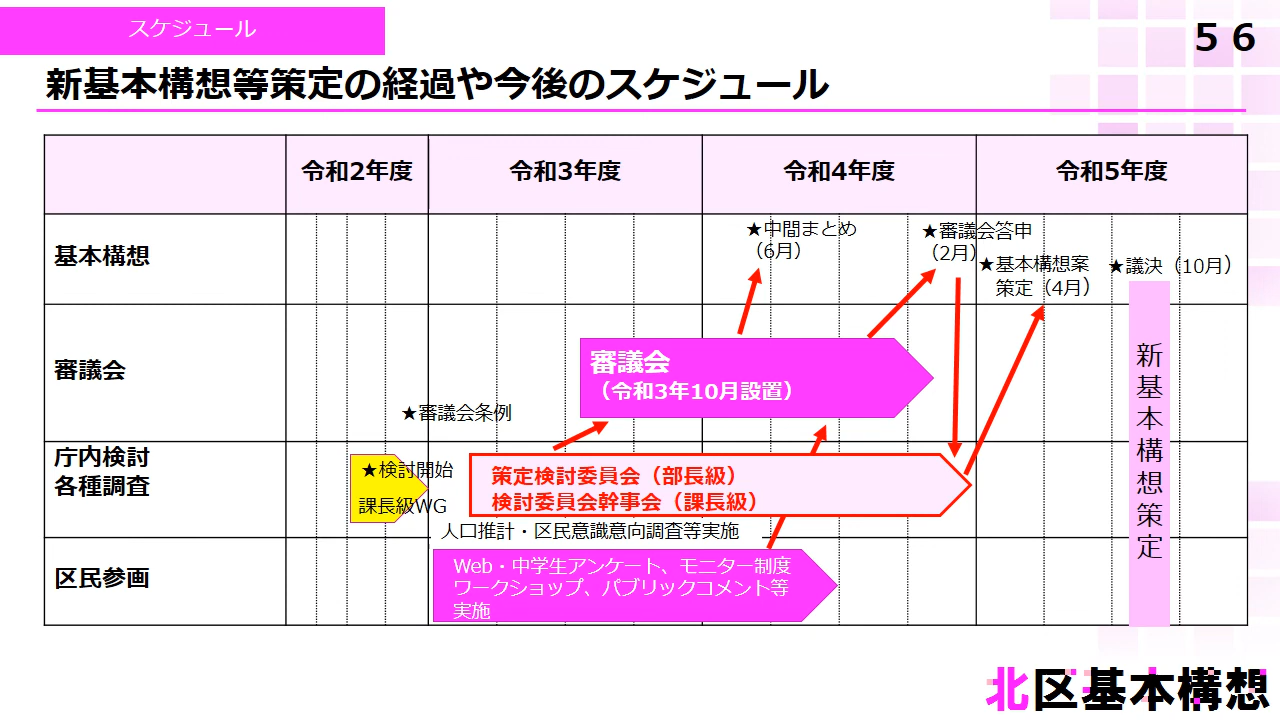 スケジュール
56
新基本構想等策定の経過や今後のスケジュール
令和2年度
令和3年度
令和4年度
令和5年度
基本構想
★中間まとめ
（6月）
★審議会答申
（2月）
★基本構想案
策定（4月）
★議決（10月）
審議会
審議会
（令和3年10月設置）
★審議会条例
新基本構想策定
庁内検討
各種調査
★検討開始
課長級WG
策定検討委員会（部長級）
検討委員会幹事会（課長級）
人口推計・区民意識意向調査等実施
区民参画
Web・中学生アンケート、モニター制度
ワークショップ、パブリックコメント等
実施
北区基本構想